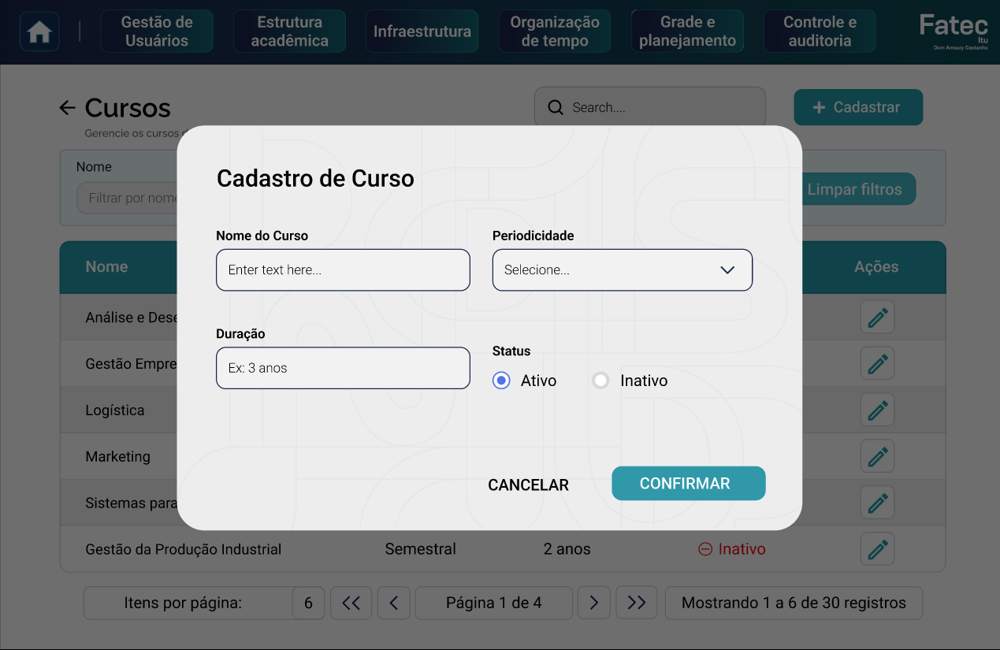 Gestão de
Usuários
Estrutura
acadêmica
Infraestrutura
Organização
de tempo
Grade e
planejamento
Controle e
auditoria
Fatec
Itu
Dom Amaury Castanho
Cursos
Search....
Cadastrar
Gerencie os cursos
Nome
Filtrar por nome
Limpar filtros
Cadastro de Curso
Nome do Curso
Periodicidade
Enter text here...
Selecione...
Duração
Ex: 3 anos
Status
Ativo
Inativo
CANCELAR
CONFIRMAR
Nome
Ações
Análise e Dese
Gestão Empre
Logística
Marketing
Sistemas para
Gestão da Produção Industrial
Semestral
2 anos
Inativo
Itens por página:
6
Página 1 de 4
Mostrando 1 a 6 de 30 registros